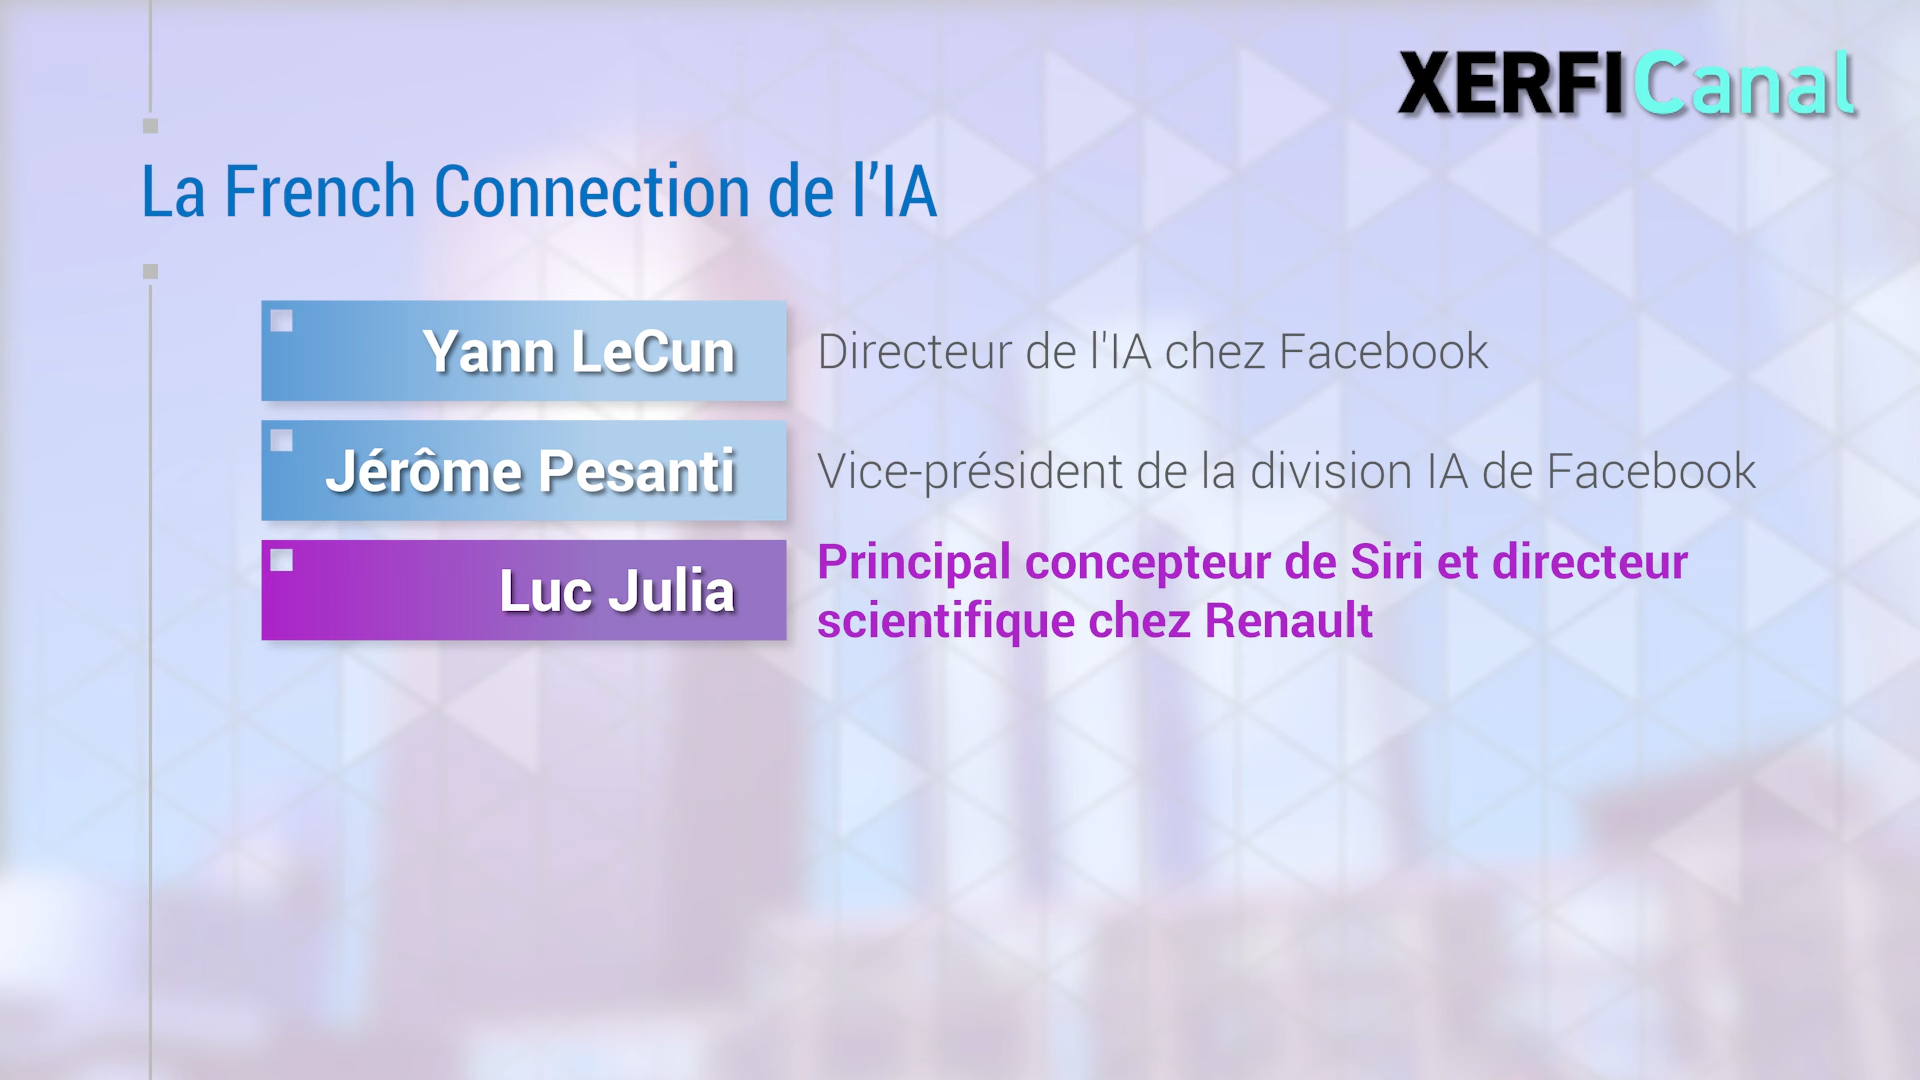 XERFI Canal
La French Connection de l’IA
Yann LeCun
Directeur de l'IA chez Facebook
Jérôme Pesanti
Vice-président de la division IA de Facebook
Luc Julia
Principal concepteur de Siri et directeur
scientifique chez Renault